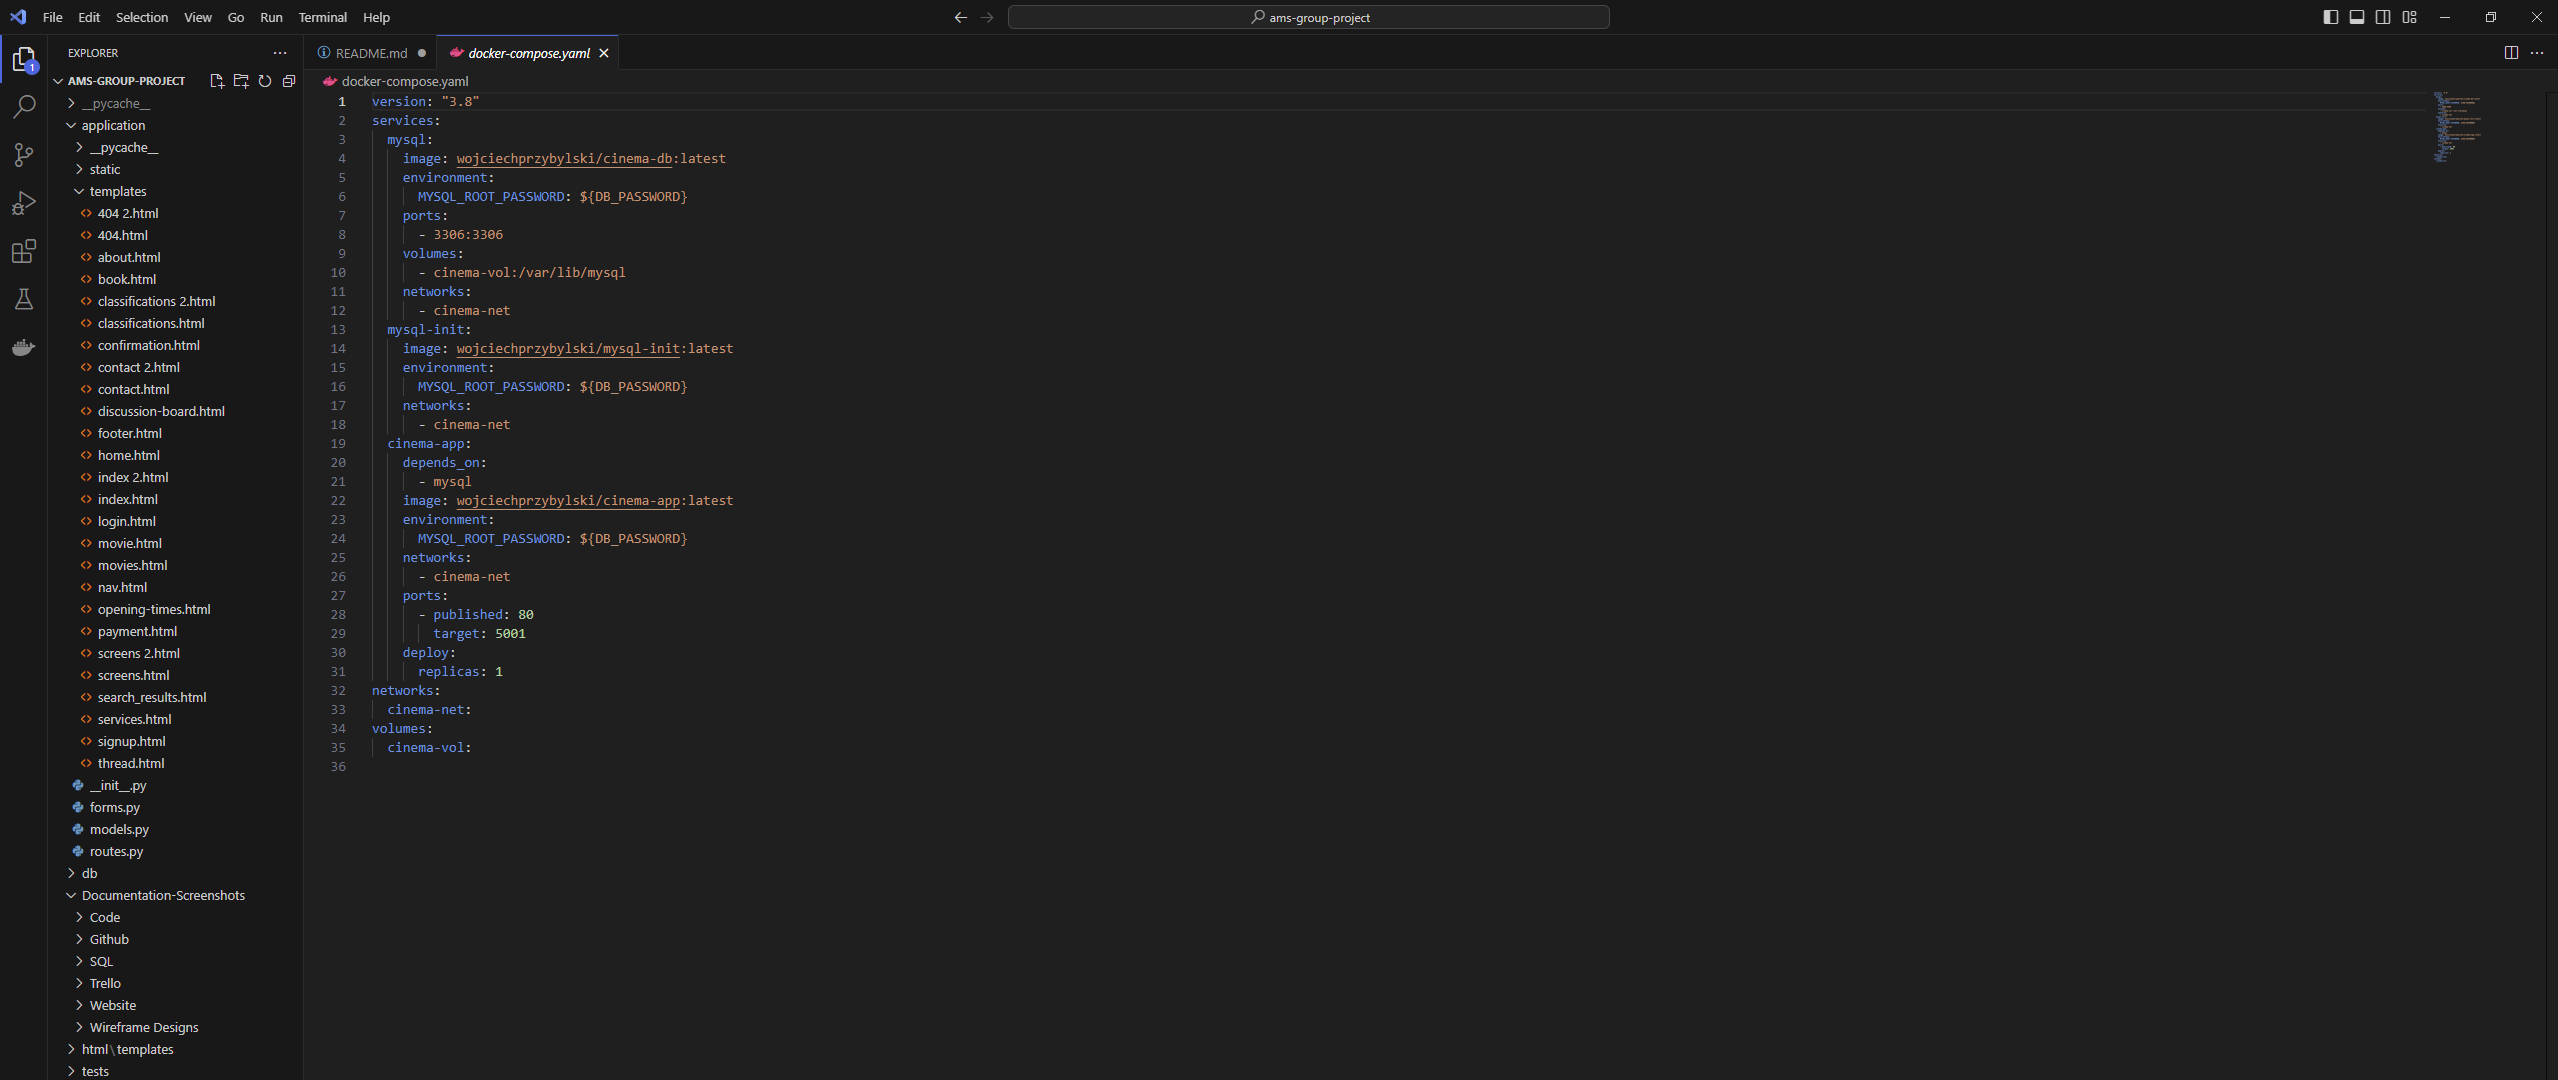 File Edit Selection View Go Run Terminal Help
ams-group-project
EXPLORER
AMS-GROUP-PROJECT
__pycache__
application
__pycache__
static
templates
404 2.html
404.html
about.html
book.html
classifications 2.html
classifications.html
confirmation.html
contact 2.html
contact.html
discussion-board.html
footer.html
home.html
index 2.html
index.html
login.html
movie.html
movies.html
nav.html
opening-times.html
payment.html
screens 2.html
screens.html
search_results.html
services.html
signup.html
thread.html
__init__.py
forms.py
models.py
routes.py
db
Documentation-Screenshots
Code
Github
SQL
Trello
Website
Wireframe Designs
html\templates
tests
1
README.md docker-compose.yaml
docker-compose.yaml
1 version: "3.8"
2 services:
3 mysql:
4 image: wojciechprzybylski/cinema-db:latest
5 environment:
6 MYSQL_ROOT_PASSWORD: ${DB_PASSWORD}
7 ports:
8 - 3306:3306
9 volumes:
10 - cinema-vol:/var/lib/mysql
11 networks:
12 - cinema-net
13 mysql-init:
14 image: wojciechprzybylski/mysql-init:latest
15 environment:
16 MYSQL_ROOT_PASSWORD: ${DB_PASSWORD}
17 networks:
18 - cinema-net
19 cinema-app:
20 depends_on:
21 - mysql
22 image: wojciechprzybylski/cinema-app:latest
23 environment:
24 MYSQL_ROOT_PASSWORD: ${DB_PASSWORD}
25 networks:
26 - cinema-net
27 ports:
28 - published: 80
29 target: 5001
30 deploy:
31 replicas: 1
32 networks:
33 cinema-net:
34 volumes:
35 cinema-vol:
36